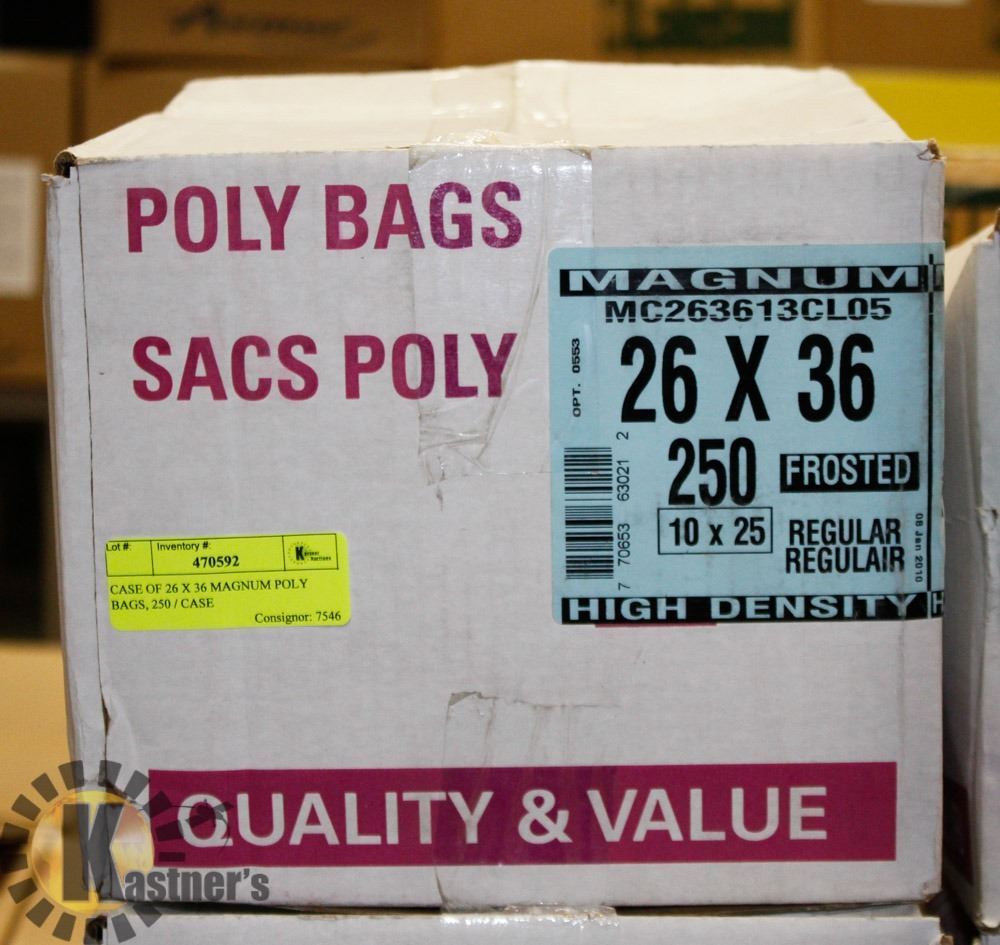 POLY BAGS
SACS POLY
MAGNUM
MC263613CL05
OPT. 0553
26 X 36
250
FROSTED
10 x 25
REGULAR
REGULAIR
08 Jan 2010
7 70653 63021 2
HIGH DENSITY
Lot #:
Inventory #:
470592
CASE OF 26 X 36 MAGNUM POLY
BAGS, 250 / CASE
Consignor: 7546
QUALITY & VALUE
Kastner's